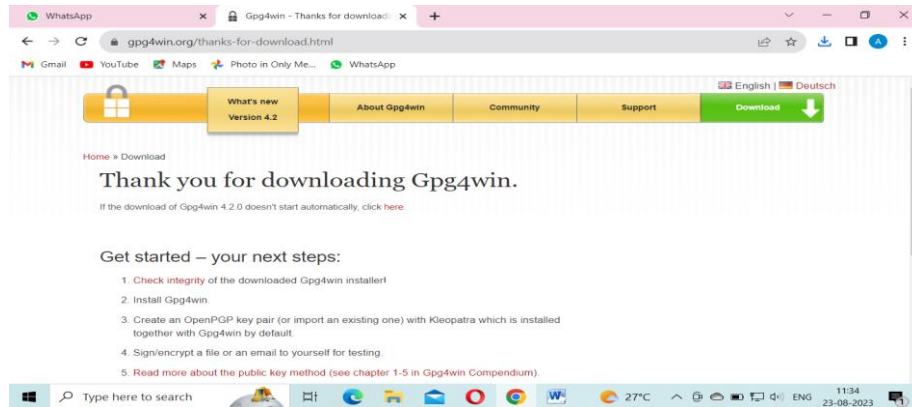 WhatsApp
Gpg4win - Thanks for download
gpg4win.org/thanks-for-download.html
A
Gmail
YouTube
Maps
Photo in Only Me...
WhatsApp
English | Deutsch
What's new
Version 4.2
About Gpg4win
Community
Support
Download
Home » Download
Thank you for downloading Gpg4win.
If the download of Gpg4win 4.2.0 doesn't start automatically, click here.
Get started – your next steps:
1. Check integrity of the downloaded Gpg4win installer!
2. Install Gpg4win.
3. Create an OpenPGP key pair (or import an existing one) with Kleopatra which is installed
together with Gpg4win by default.
4. Sign/encrypt a file or an email to yourself for testing.
5. Read more about the public key method (see chapter 1-5 in Gpg4win Compendium).
Type here to search
27°C
ENG
11:34
23-08-2023